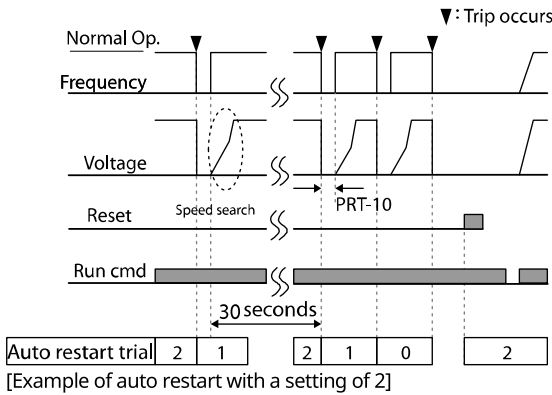 ▼: Trip occurs
Normal Op.
Frequency
Voltage
Speed search
PRT-10
Reset
Run cmd
30 seconds
Auto restart trial 2 1 2 1 0 2
[Example of auto restart with a setting of 2]